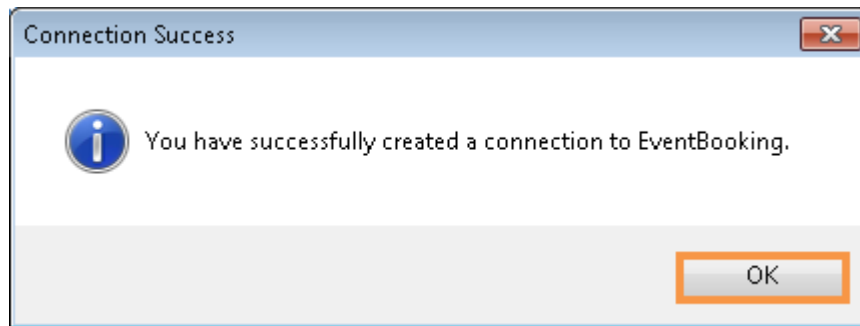 Connection Success
You have successfully created a connection to EventBooking.
OK